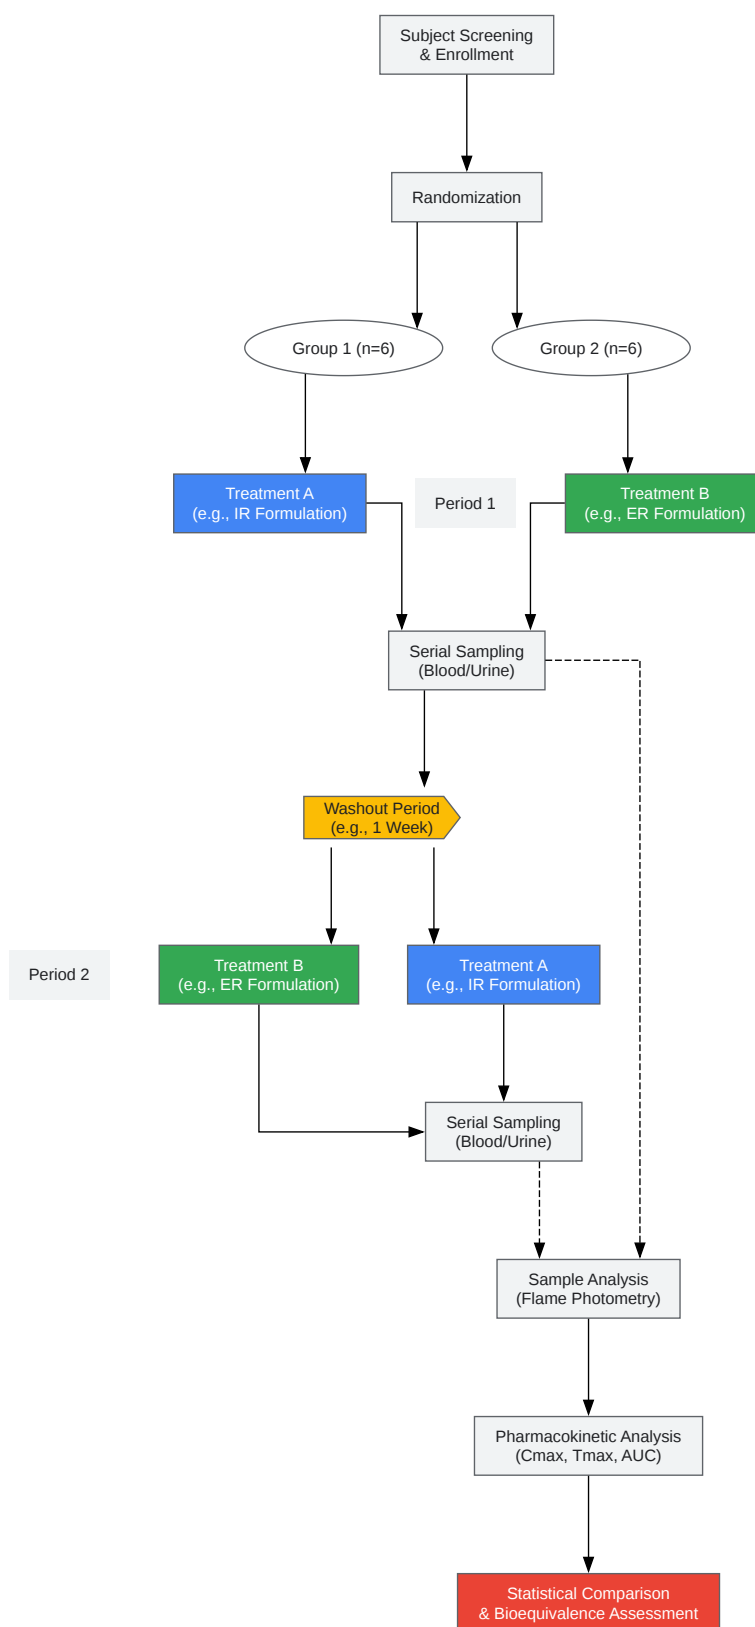 Subject Screening
& Enrollment
Randomization
Group 1 (n=6)
Group 2 (n=6)
Treatment A
(e.g., IR Formulation)
Period 1
Treatment B
(e.g., ER Formulation)
Serial Sampling
(Blood/Urine)
Washout Period
(e.g., 1 Week)
Period 2
Treatment B
(e.g., ER Formulation)
Treatment A
(e.g., IR Formulation)
Serial Sampling
(Blood/Urine)
Sample Analysis
(Flame Photometry)
Pharmacokinetic Analysis
(Cmax, Tmax, AUC)
Statistical Comparison
& Bioequivalence Assessment